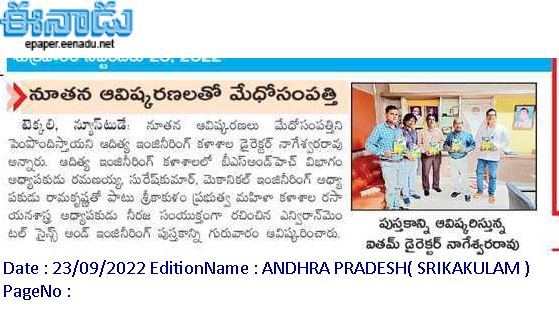 ఈనాడు
epaper.eenadu.net
2022
నూతన ఆవిష్కరణలతో మేధోసంపత్తి
టెక్కలి, న్యూస్‌టుడే: నూతన ఆవిష్కరణలు మేధోసంపత్తిని
పెంపొందిస్తాయని ఆదిత్య ఇంజినీరింగ్ కళాశాల డైరెక్టర్ నాగేశ్వరరావు
అన్నారు. ఆదిత్య ఇంజినీరింగ్ కళాశాలలో బీఎస్అండ్‌హెచ్ విభాగం
అధ్యాపకుడు రమణయ్య, సురేష్‌కుమార్, మెకానికల్ ఇంజినీరింగ్ అధ్యా
పకుడు రామకృష్ణతో పాటు శ్రీకాకుళం ప్రభుత్వ మహిళా కళాశాల రసా
యనశాస్త్ర అధ్యాపకుడు నీరజ సంయుక్తంగా రచించిన ఎన్విరాన్‌మెం
టల్ సైన్స్ అండ్ ఇంజినీరింగ్ పుస్తకాన్ని గురువారం ఆవిష్కరించారు.
పుస్తకాన్ని ఆవిష్కరిస్తున్న
ఐతమ్ డైరెక్టర్ నాగేశ్వరరావు
Date : 23/09/2022 EditionName : ANDHRA PRADESH( SRIKAKULAM )
PageNo :